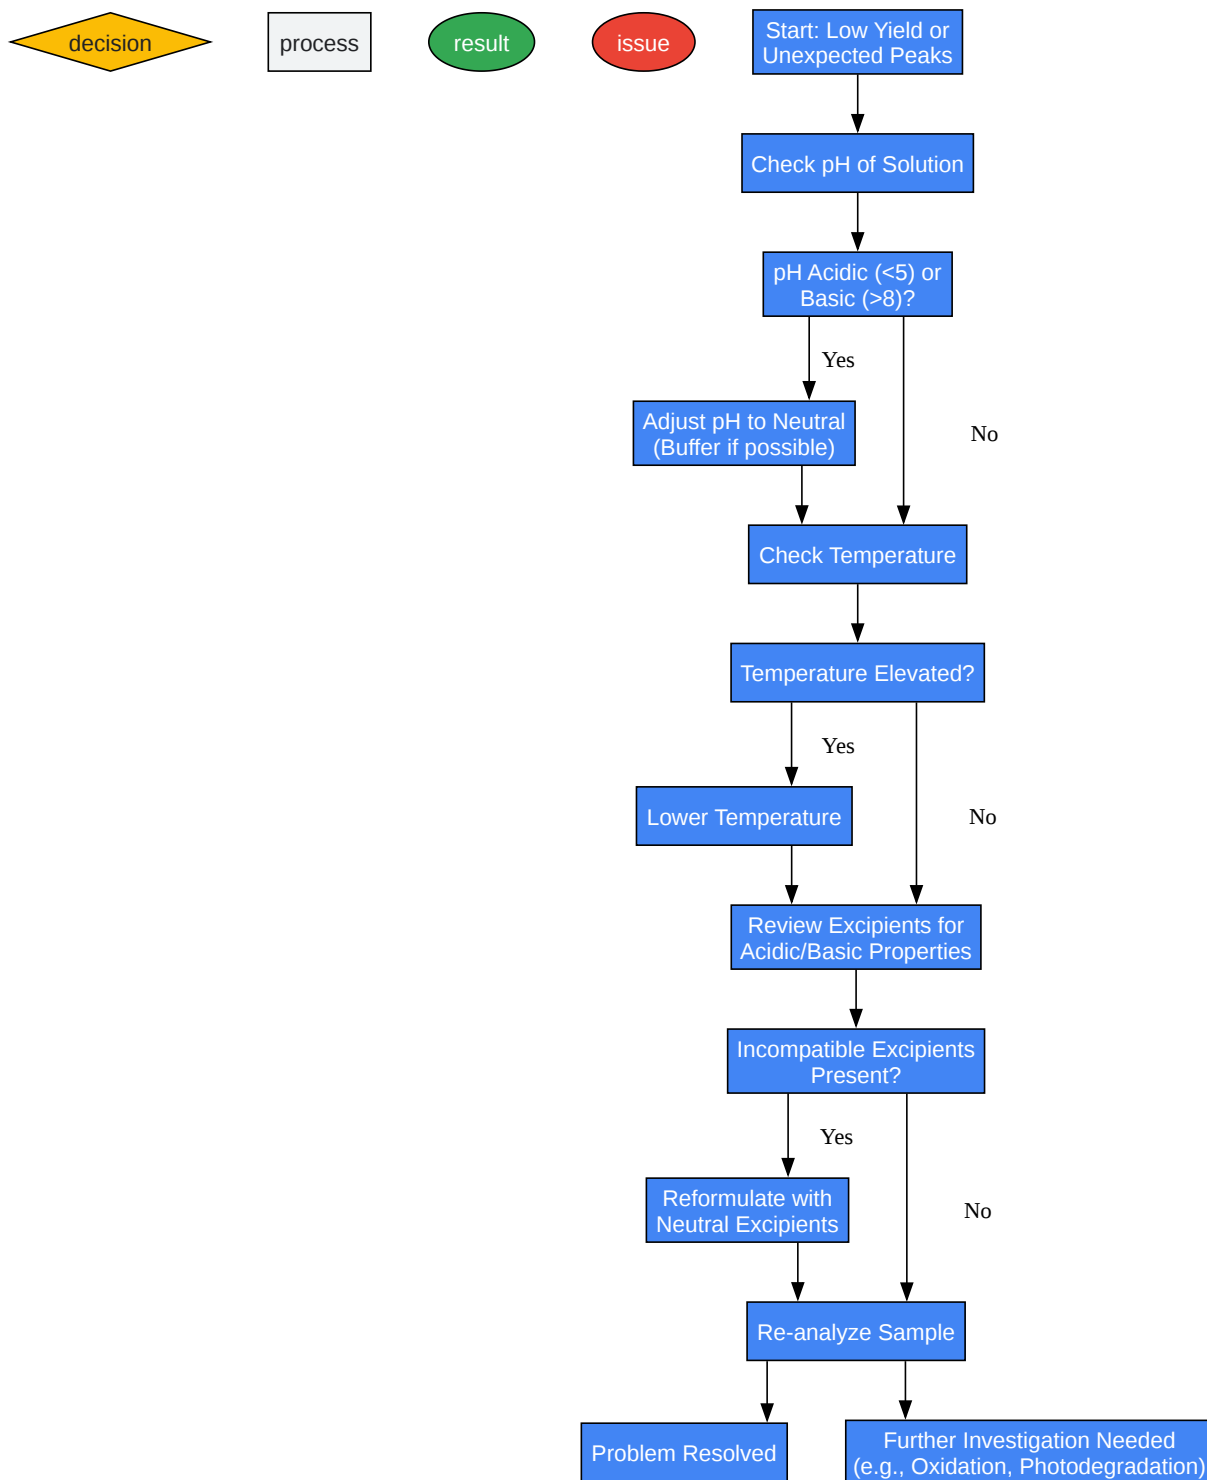 decision
process
result
issue
Start: Low Yield or
Unexpected Peaks
Check pH of Solution
pH Acidic (<5) or
Basic (>8)?
Yes
Adjust pH to Neutral
(Buffer if possible)
No
Check Temperature
Temperature Elevated?
Yes
Lower Temperature
No
Review Excipients for
Acidic/Basic Properties
Incompatible Excipients
Present?
Yes
Reformulate with
Neutral Excipients
No
Re-analyze Sample
Problem Resolved
Further Investigation Needed
(e.g., Oxidation, Photodegradation)